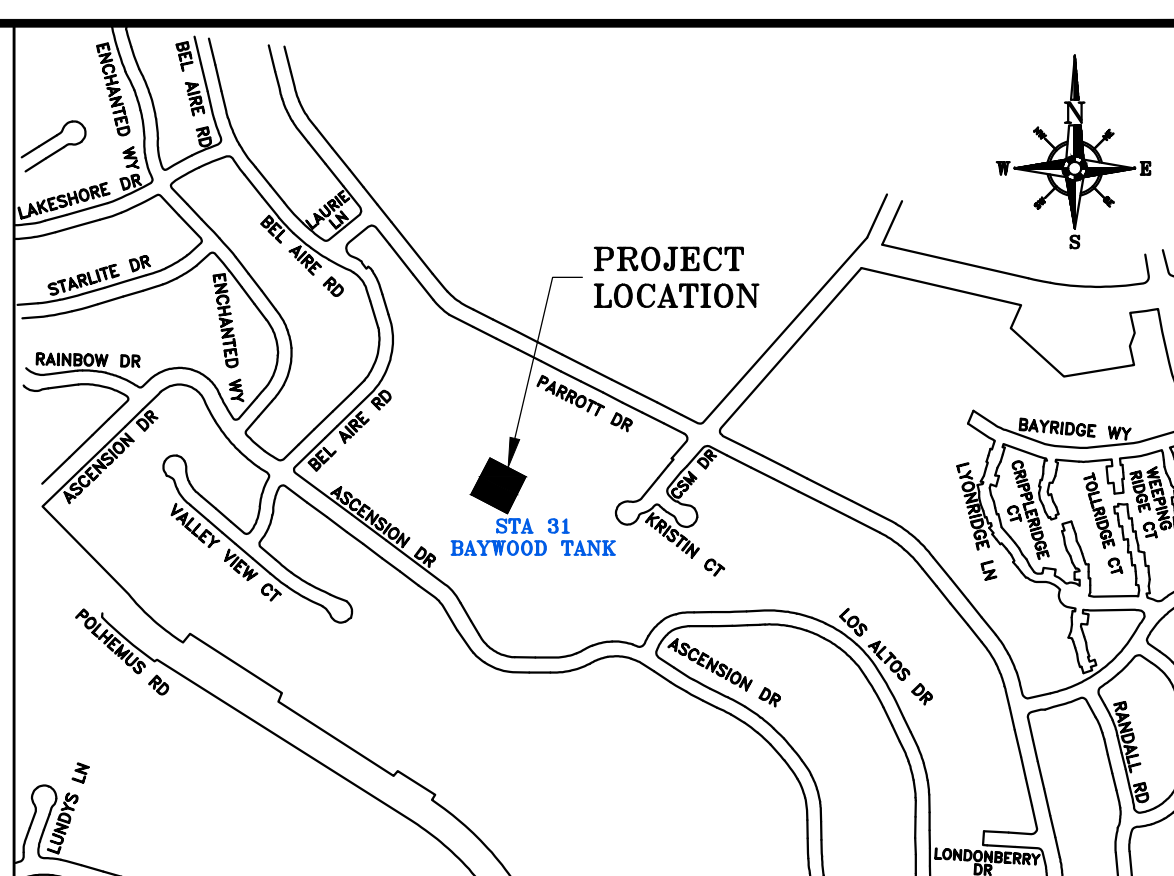 ENCHANTED WY
BEL AIRE RD
N
W
E
S
LAKESHORE DR
LAURIE
LN
BEL AIRE RD
STARLITE DR
ENCHANTED WY
PROJECT
LOCATION
RAINBOW DR
PARROTT DR
BEL AIRE RD
ASCENSION DR
BAYRIDGE WY
CSM DR
LYONRIDGE LN
CRIPPLERIDGE
CT
TOLLRIDGE CT
WEEPING
RIDGE CT
ASCENSION DR
VALLEY VIEW CT
STA 31
BAYWOOD TANK
KRISTIN CT
POLHEMUS RD
LOS ALTOS DR
ASCENSION DR
RANDALL RD
LUNDYS LN
LONDONBERRY
DR